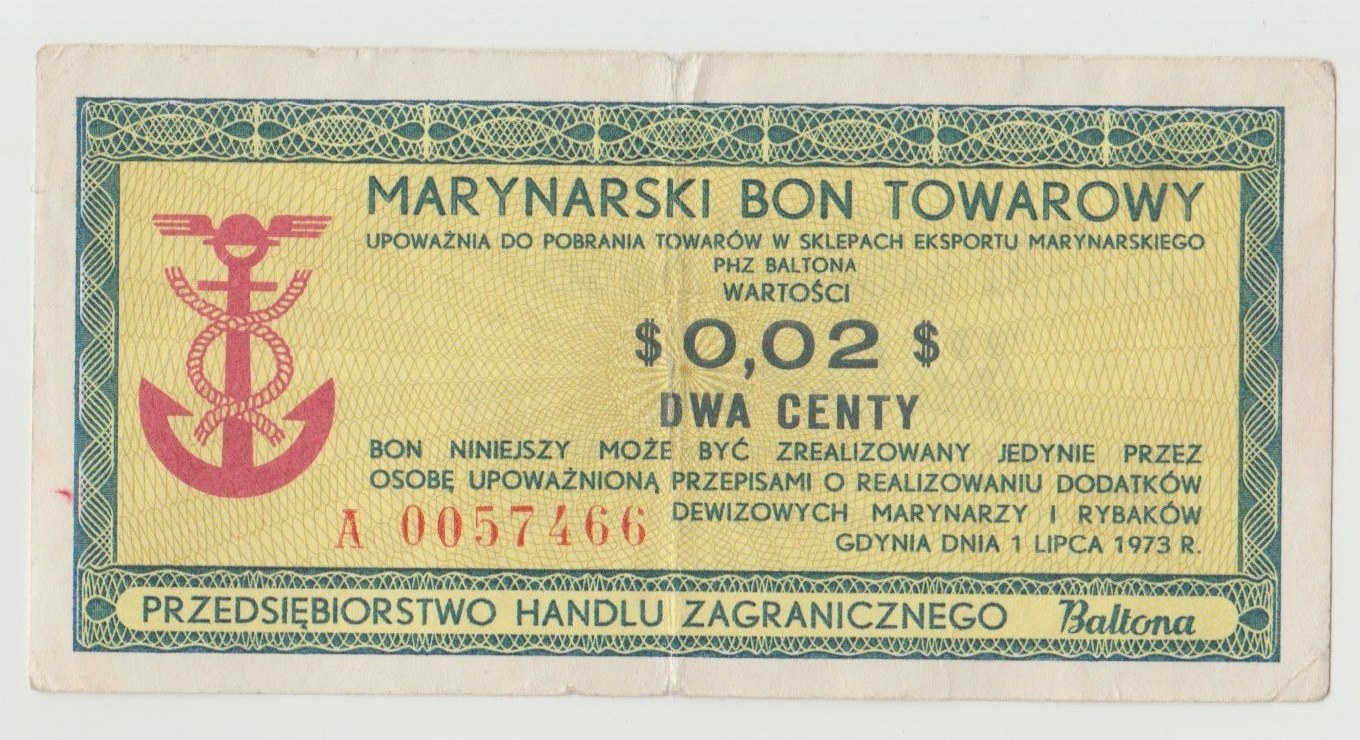 MARYNARSKI BON TOWAROWY
UPOWAŻNIA DO POBRANIA TOWARÓW W SKLEPACH EKSPORTU MARYNARSKIEGO
PHZ BALTONA
WARTOŚCI
$ 0,02 $
DWA CENTY
BON NINIEJSZY MOŻE BYĆ ZREALIZOWANY JEDYNIE PRZEZ
OSOBĘ UPOWAŻNIONĄ PRZEPISAMI O REALIZOWANIU DODATKÓW
DEWIZOWYCH MARYNARZY I RYBAKÓW
A 0057466
GDYNIA DNIA 1 LIPCA 1973 R.
PRZEDSIĘBIORSTWO HANDLU ZAGRANICZNEGO Baltona